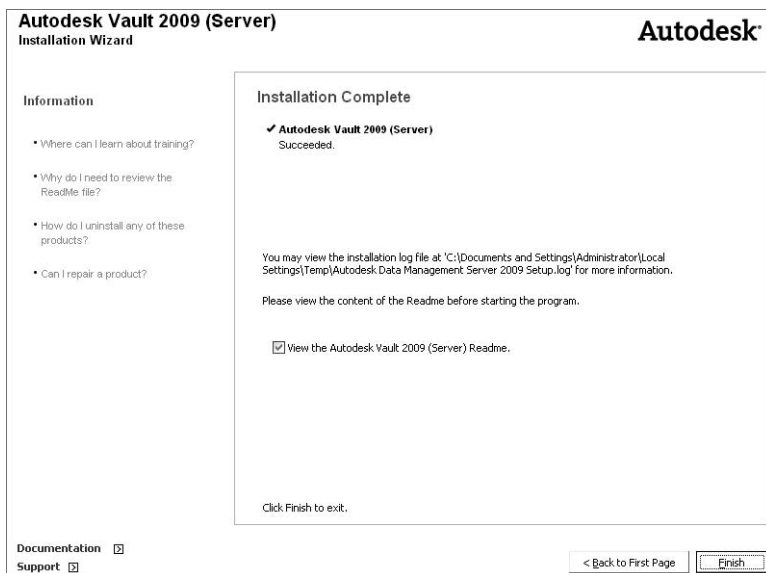 Autodesk Vault 2009 (Server)
Installation Wizard
Autodesk
Information
• Where can I learn about training?
• Why do I need to review the
ReadMe file?
• How do I uninstall any of these
products?
• Can I repair a product?
Installation Complete
✔ Autodesk Vault 2009 (Server)
Succeeded.
You may view the installation log file at 'C:\Documents and Settings\Administrator\Local
Settings\Temp\Autodesk Data Management Server 2009 Setup.log' for more information.
Please view the content of the Readme before starting the program.
View the Autodesk Vault 2009 (Server) Readme.
Click Finish to exit.
Documentation
Support
< Back to First Page
Finish